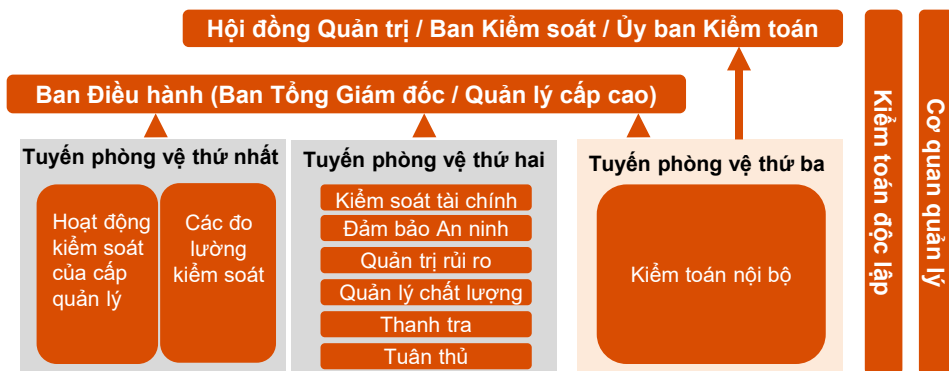 Hội đồng Quản trị / Ban Kiểm soát / Ủy ban Kiểm toán
Ban Điều hành (Ban Tổng Giám đốc / Quản lý cấp cao)
Tuyến phòng vệ thứ nhất
Hoạt động
kiểm soát
của cấp
quản lý
Các đo
lường
kiểm soát
Tuyến phòng vệ thứ hai
Kiểm soát tài chính
Đảm bảo An ninh
Quản trị rủi ro
Quản lý chất lượng
Thanh tra
Tuân thủ
Tuyến phòng vệ thứ ba
Kiểm toán nội bộ
Kiểm toán độc lập
Cơ quan quản lý